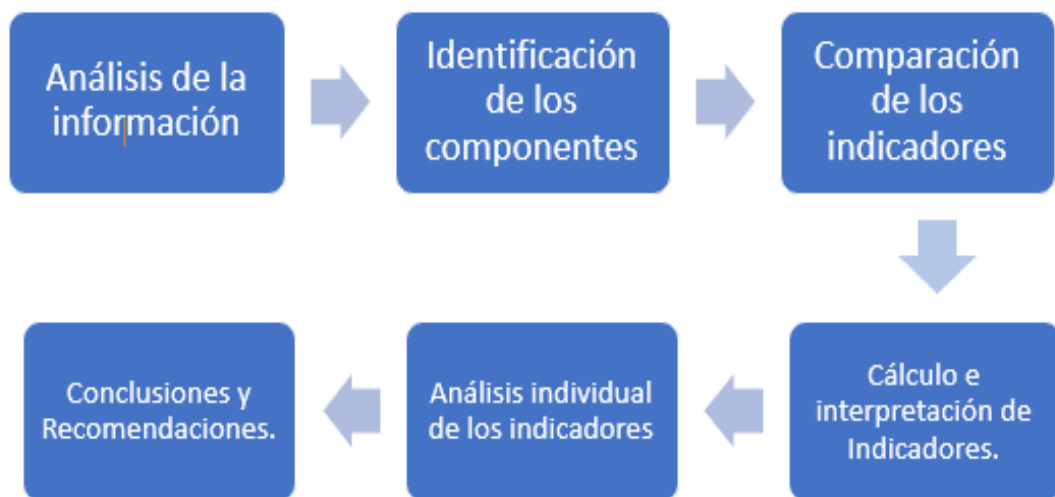 Análisis de la
información
Identificación
de los
componentes
Comparación
de los
indicadores
Cálculo e
interpretación de
Indicadores.
Análisis individual
de los indicadores
Conclusiones y
Recomendaciones.